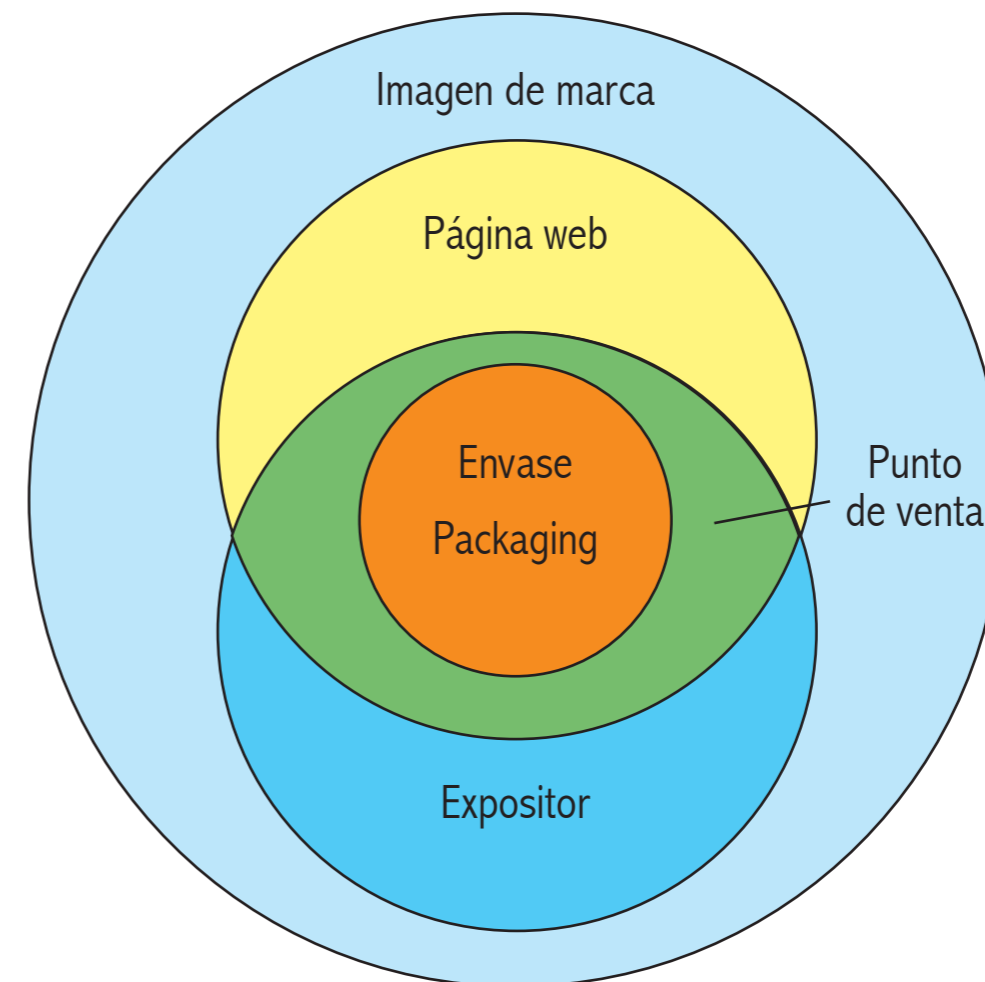 Imagen de marca
Página web
Envase
Packaging
Punto
de venta
Expositor